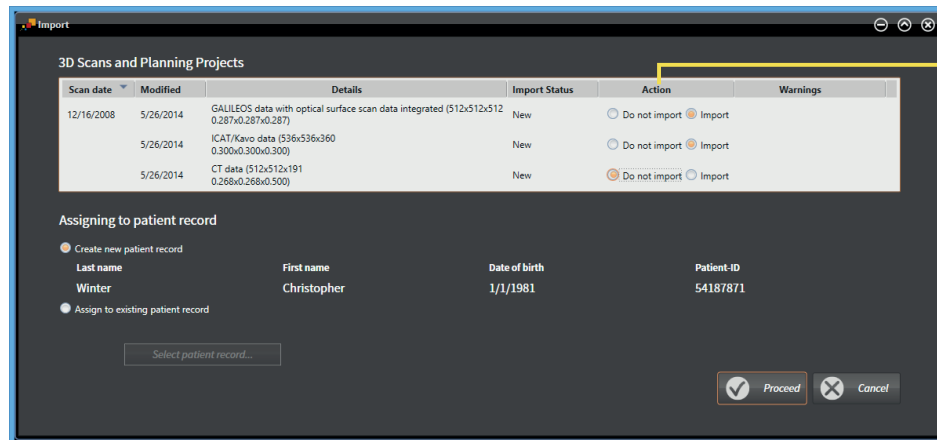 Import
3D Scans and Planning Projects
Scan date Modified Details Import Status Action Warnings
12/16/2008 5/26/2014 GALILEOS data with optical surface scan data integrated (512x512x512 New Do not import Import
0.287x0.287x0.287)
5/26/2014 ICAT/Kavo data (536x536x360 New Do not import Import
0.300x0.300x0.300)
5/26/2014 CT data (512x512x191 New Do not import Import
0.268x0.268x0.500)
Assigning to patient record
Create new patient record
Last name First name Date of birth Patient-ID
Winter Christopher 1/1/1981 54187871
Assign to existing patient record
Select patient record...
Proceed Cancel